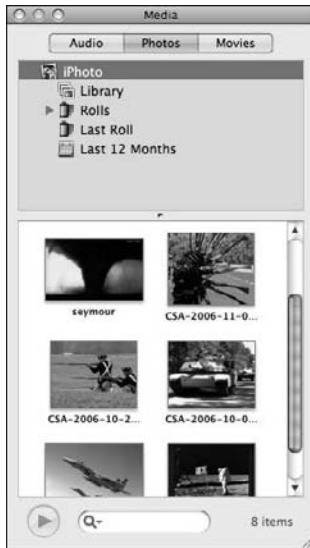 Media
Audio Photos Movies
iPhoto
Library
Rolls
Last Roll
Last 12 Months
seymour CSA-2006-11-0...
CSA-2006-10-2... CSA-2006-10-0...
8 items